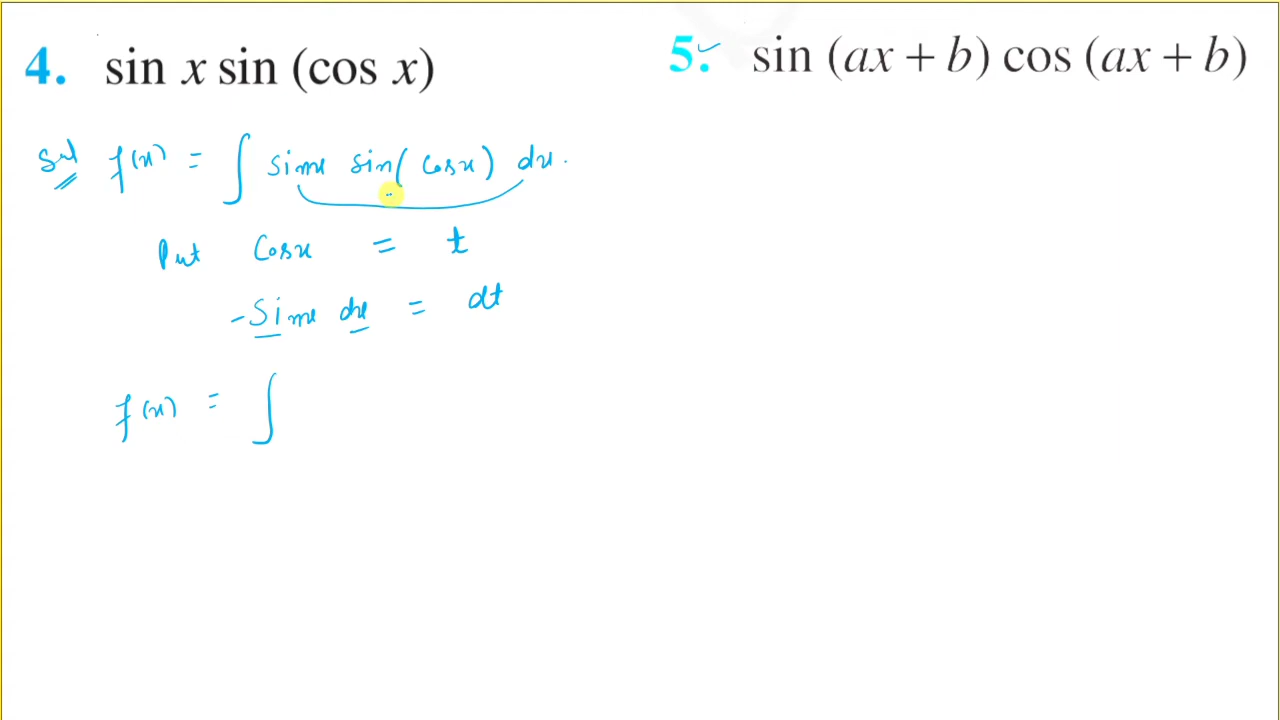 4. sin x sin (cos x)
5. sin (ax + b) cos (ax + b)
Sol f(x) = ∫ sinx sin( cosx) dx.
Put cosx = t
-sinx dx = dt
f(x) = ∫